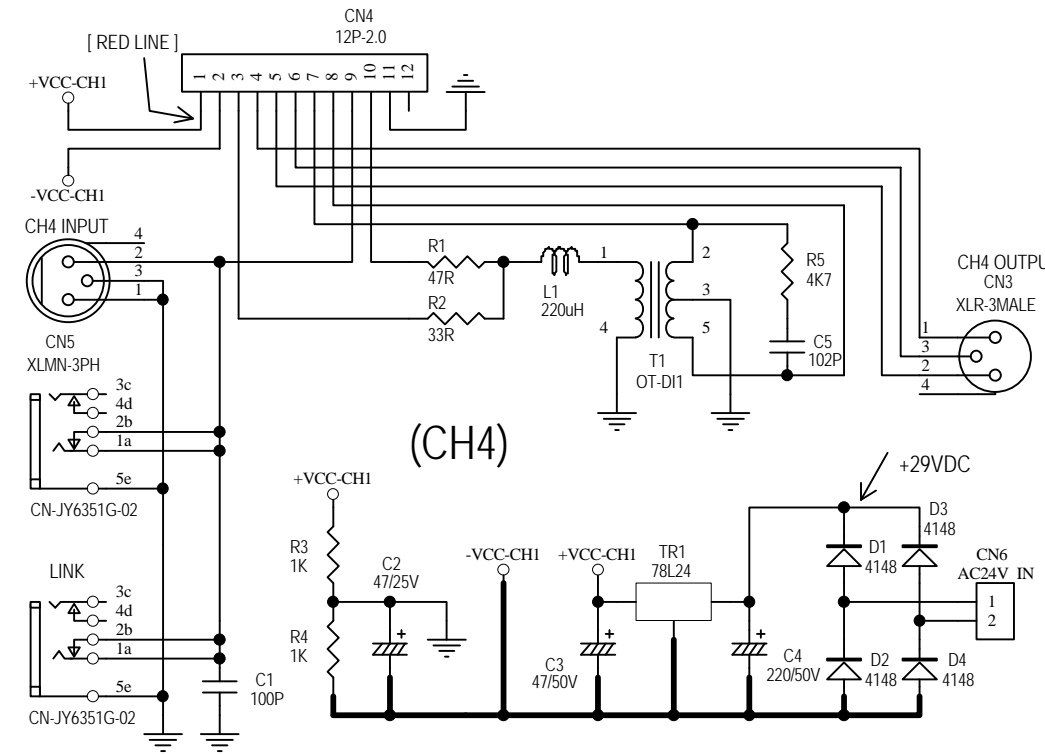 CN4
12P-2.0
[ RED LINE ]
1 2 3 4 5 6 7 8 9 10 11 12
+VCC-CH1
-VCC-CH1
CH4 INPUT
4
2
3
1
CN5
XLMN-3PH
R1
47R
R2
33R
L1
220uH
1
4
2
3
5
T1
OT-DI1
R5
4K7
C5
102P
CH4 OUTPU
CN3
XLR-3MALE
1
3
2
4
3c
4d
2b
1a
5e
CN-JY6351G-02
(CH4)
LINK
3c
4d
2b
1a
5e
CN-JY6351G-02
C1
100P
+VCC-CH1
R3
1K
R4
1K
C2
47/25V
+
-VCC-CH1
+VCC-CH1
TR1
78L24
+
C3
47/50V
+
C4
220/50V
+29VDC
D1
4148
D3
4148
D2
4148
D4
4148
CN6
AC24V IN
1
2